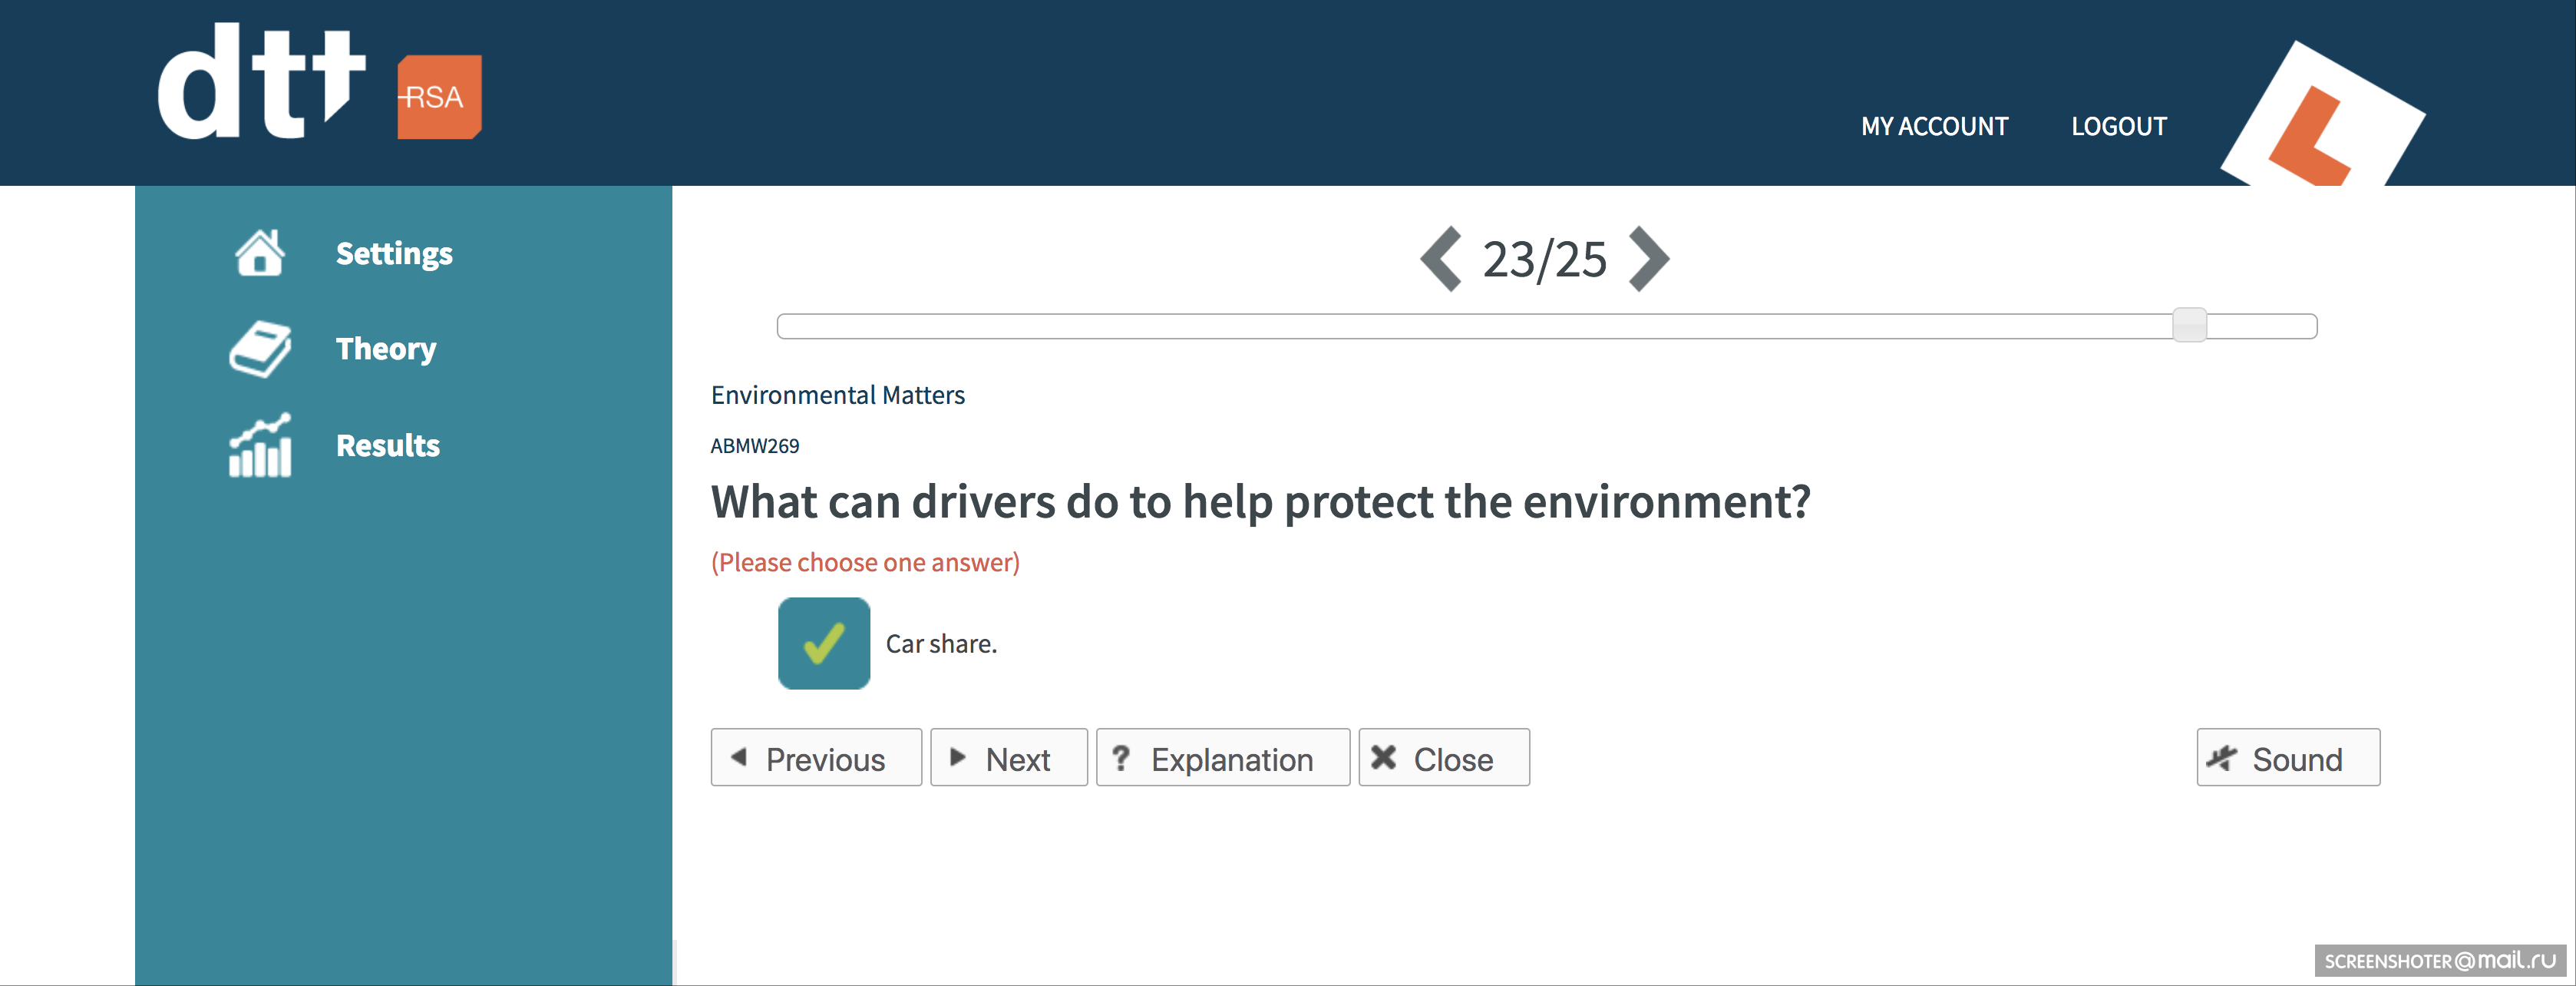 dtt
RSA
MY ACCOUNT
LOGOUT
L
Settings
Theory
Results
23/25
Environmental Matters
ABMW269
What can drivers do to help protect the environment?
(Please choose one answer)
Car share.
Previous
Next
? Explanation
Close
Sound
SCREENSHOTER@mail.ru